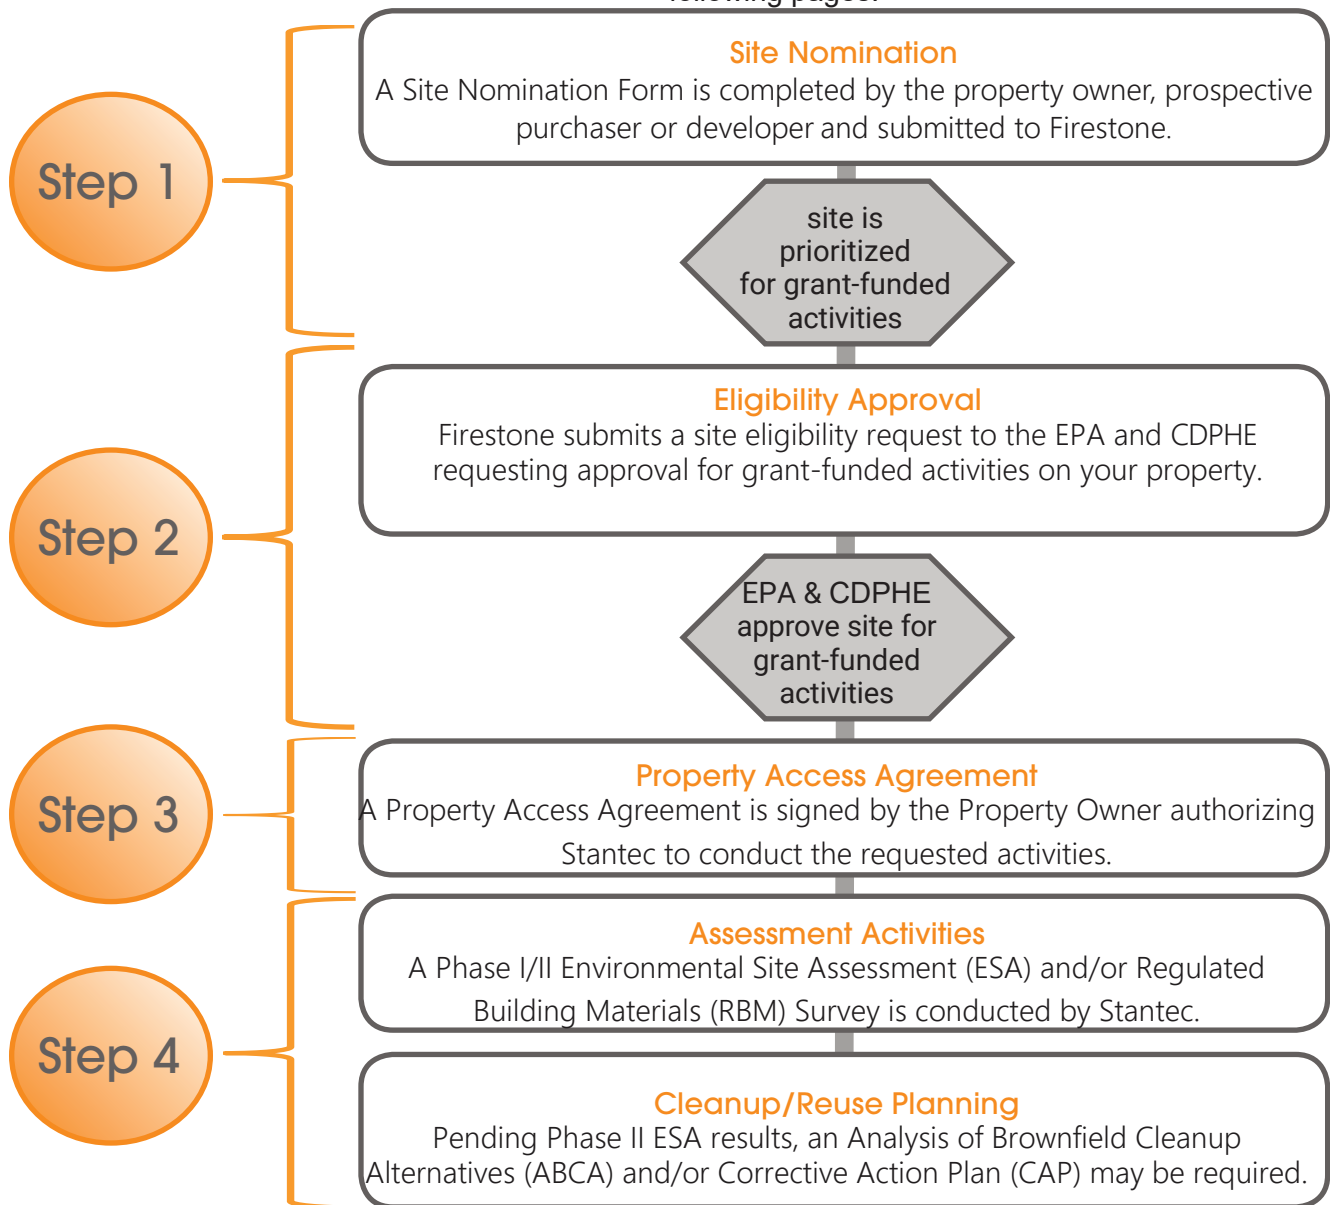 following pages.
Site Nomination
A Site Nomination Form is completed by the property owner, prospective
purchaser or developer and submitted to Firestone.
Step 1
site is
prioritized
for grant-funded
activities
Eligibility Approval
Firestone submits a site eligibility request to the EPA and CDPHE
requesting approval for grant-funded activities on your property.
Step 2
EPA & CDPHE
approve site for
grant-funded
activities
Property Access Agreement
A Property Access Agreement is signed by the Property Owner authorizing
Stantec to conduct the requested activities.
Step 3
Assessment Activities
A Phase I/II Environmental Site Assessment (ESA) and/or Regulated
Building Materials (RBM) Survey is conducted by Stantec.
Step 4
Cleanup/Reuse Planning
Pending Phase II ESA results, an Analysis of Brownfield Cleanup
Alternatives (ABCA) and/or Corrective Action Plan (CAP) may be required.